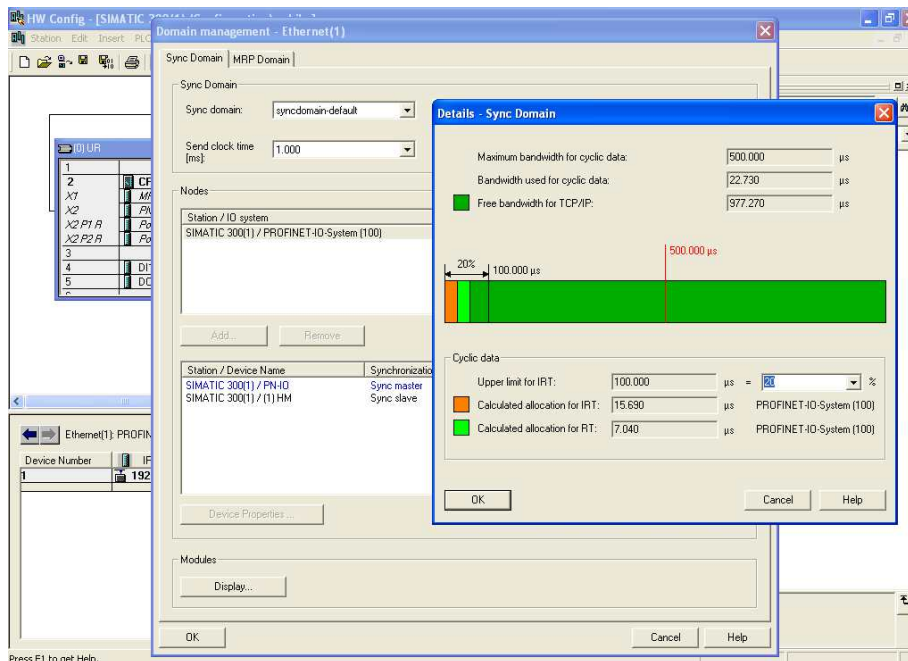 HW Config - [SIMATIC
Station Edit Insert PLC
(0) UR
1
2
X1
X2
X2 P1 R
X2 P2 R
3
4
5
Ethernet(1): PROFIN
Device Number
1
192
Press F1 to get Help.
Domain management - Ethernet(1)
Sync Domain MRP Domain
Sync Domain
Sync domain: syncdomain-default
Send clock time [ms]: 1.000
Nodes
Station / IO system
SIMATIC 300(1) / PROFINET-IO-System (100)
Add... Remove
Station / Device Name Synchronizatio
SIMATIC 300(1) / PN-IO Sync master
SIMATIC 300(1) / (1) HM Sync slave
Device Properties ...
Modules
Display...
OK Cancel Help
Details - Sync Domain
Maximum bandwidth for cyclic data: 500.000 µs
Bandwidth used for cyclic data: 22.730 µs
Free bandwidth for TCP/IP: 977.270 µs
500.000 µs
20% 100.000 µs
Cyclic data
Upper limit for IRT: 100.000 µs = 20 %
Calculated allocation for IRT: 15.690 µs PROFINET-IO-System (100)
Calculated allocation for RT: 7.040 µs PROFINET-IO-System (100)
OK Cancel Help